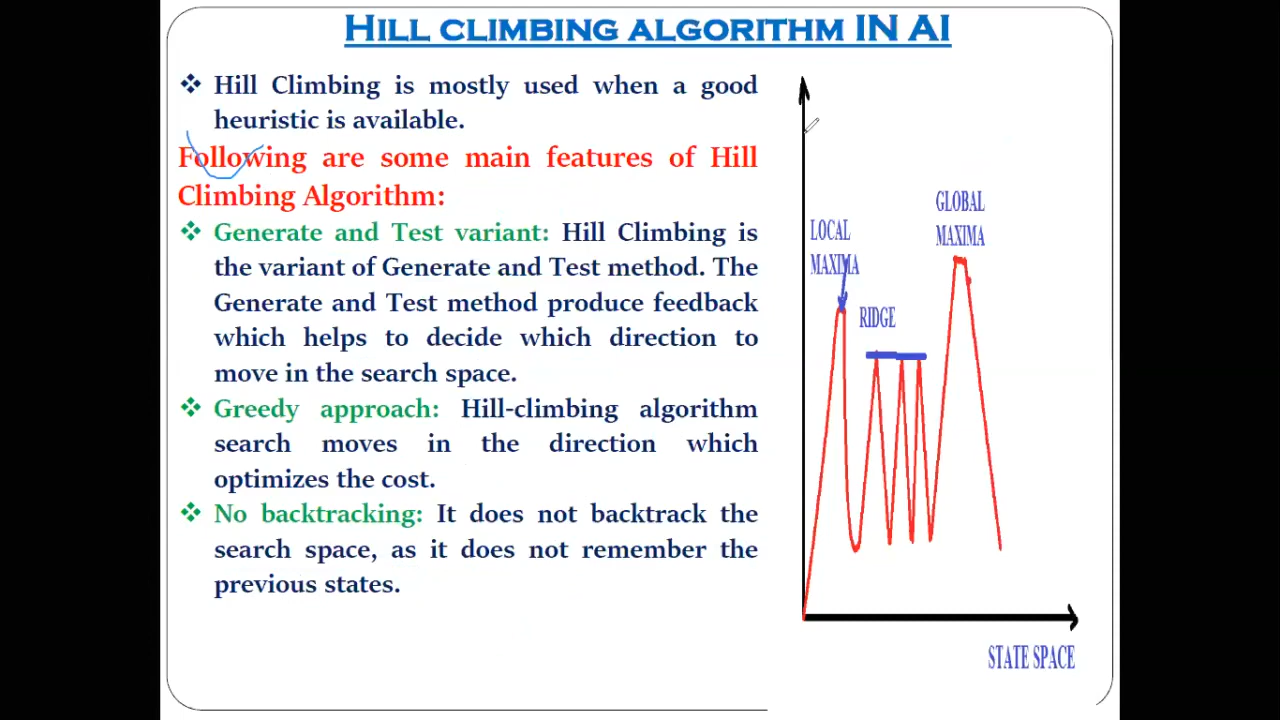 HILL CLIMBING ALGORITHM IN AI
❖ Hill Climbing is mostly used when a good
heuristic is available.
Following are some main features of Hill
Climbing Algorithm:
❖ Generate and Test variant: Hill Climbing is
the variant of Generate and Test method. The
Generate and Test method produce feedback
which helps to decide which direction to
move in the search space.
❖ Greedy approach: Hill-climbing algorithm
search moves in the direction which
optimizes the cost.
❖ No backtracking: It does not backtrack the
search space, as it does not remember the
previous states.
LOCAL
MAXIMA
RIDGE
GLOBAL
MAXIMA
STATE SPACE